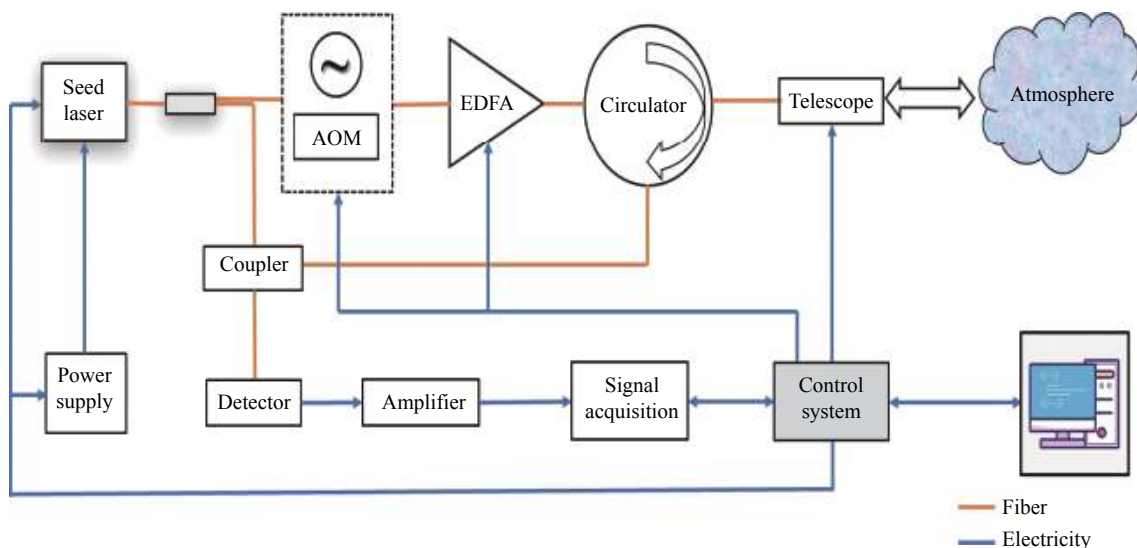 Seed
laser
AOM
EDFA
Circulator
Telescope
Atmosphere
Coupler
Power
supply
Detector
Amplifier
Signal
acquisition
Control
system
Fiber
Electricity